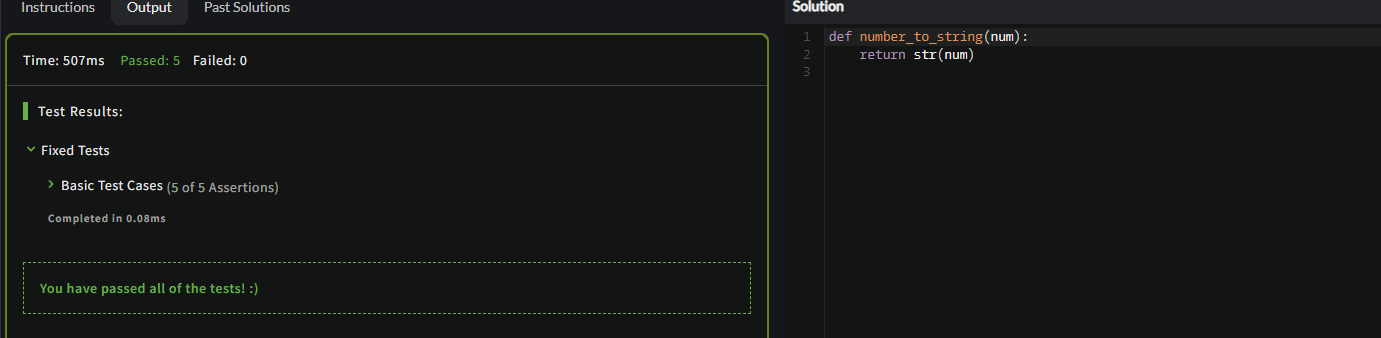 Instructions Output Past Solutions
Time: 507ms Passed: 5 Failed: 0
Test Results:
Fixed Tests
Basic Test Cases (5 of 5 Assertions)
Completed in 0.08ms
You have passed all of the tests! :)
Solution
1 def number_to_string(num):
2     return str(num)
3